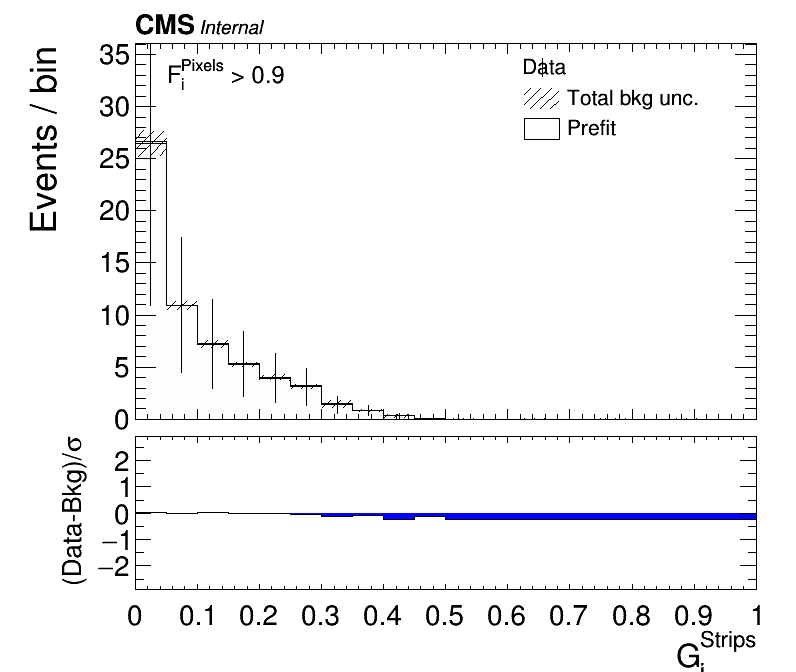 CMS Internal
F_i^Pixels > 0.9
Data
Total bkg unc.
Prefit
Events / bin
35
30
25
20
15
10
5
0
(Data-Bkg)/σ
2
1
0
−1
−2
0 0.1 0.2 0.3 0.4 0.5 0.6 0.7 0.8 0.9 1
G_i^Strips